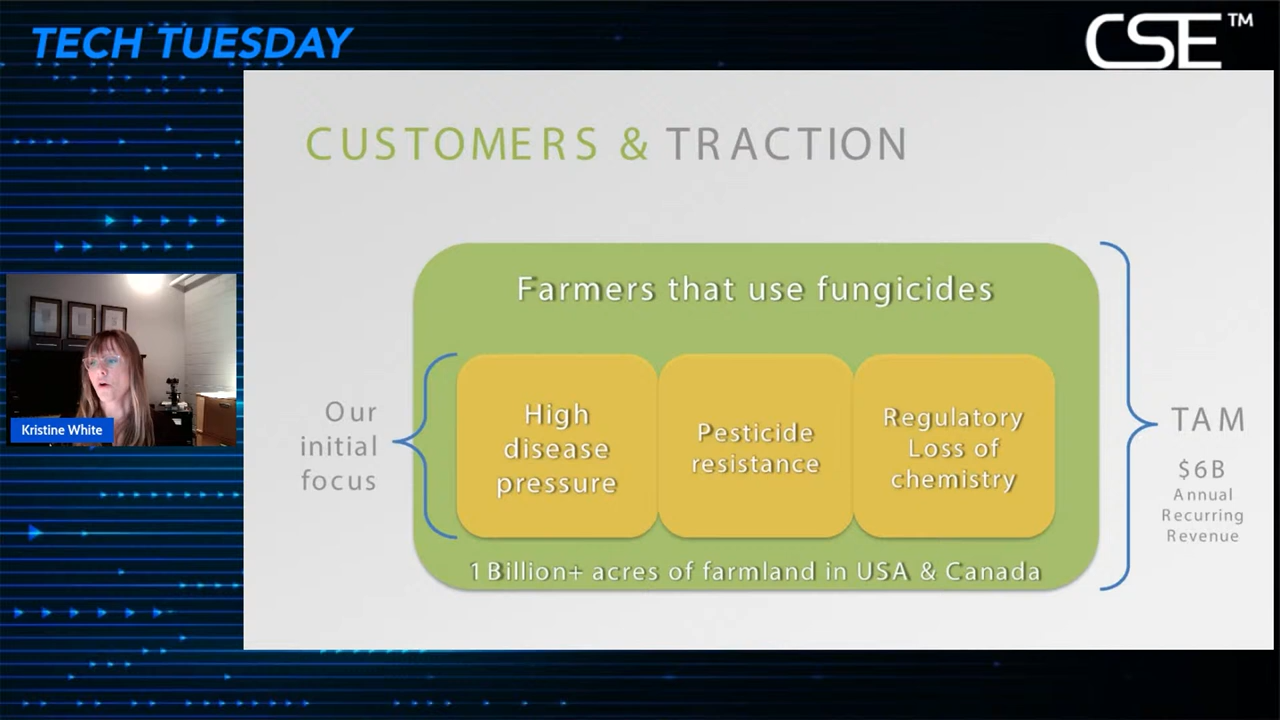 TECH TUESDAY
CSE™
CUSTOMERS & TRACTION
Farmers that use fungicides
Our
initial
focus
High
disease
pressure
Pesticide
resistance
Regulatory
Loss of
chemistry
1 Billion+ acres of farmland in USA & Canada
TAM
$6B
Annual
Recurring
Revenue
Kristine White